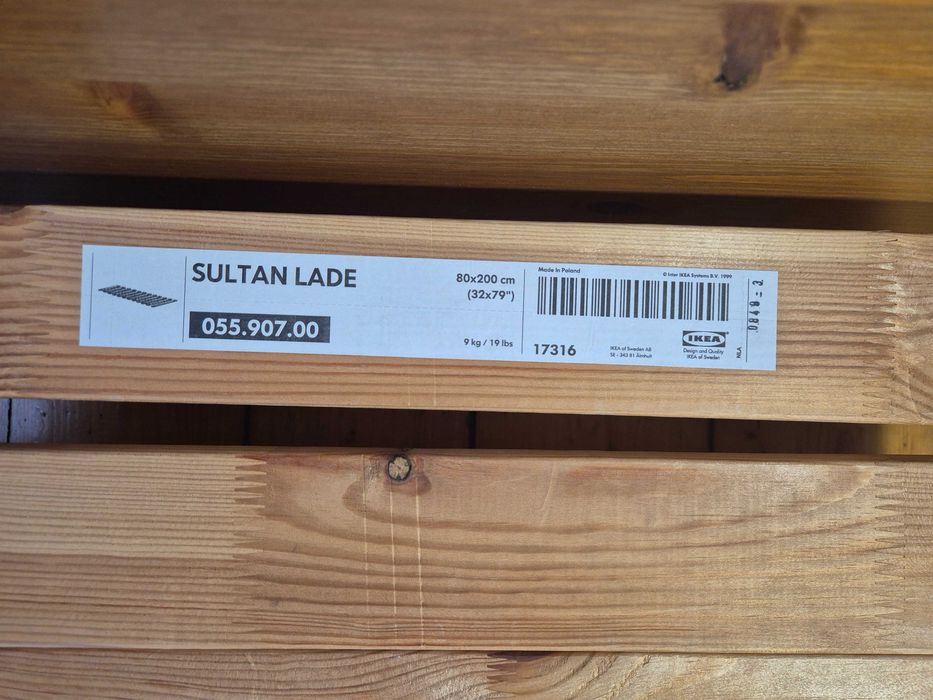 SULTAN LADE
055.907.00
80x200 cm
(32x79")
9 kg / 19 lbs
Made in Poland
© Inter IKEA Systems B.V. 1999
17316
IKEA of Sweden AB
SE - 343 81 Älmhult
IKEA
Design and Quality
IKEA of Sweden
NLA